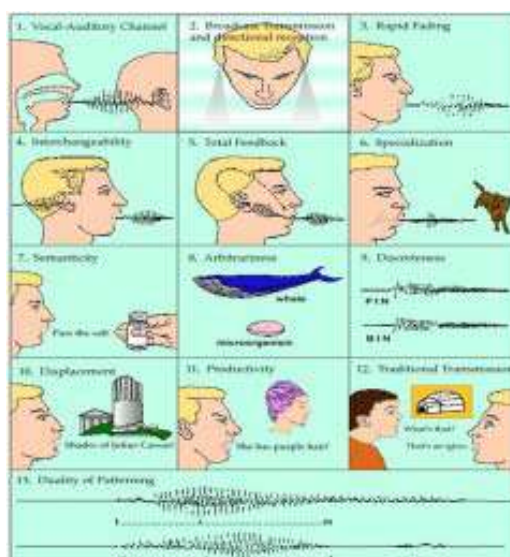 1. Vocal-Auditory Channel
2. Broadcast Transmission
and directional reception
3. Rapid Fading
4. Interchangeability
5. Total Feedback
6. Specialization
7. Semanticity
Pass the salt
8. Arbitrariness
whale
microorganism
9. Discreteness
PIN
BIN
10. Displacement
Shades of Julius Caesar!
11. Productivity
She has purple hair!
12. Traditional Transmission
What's that?
That's an igloo.
13. Duality of Patterning